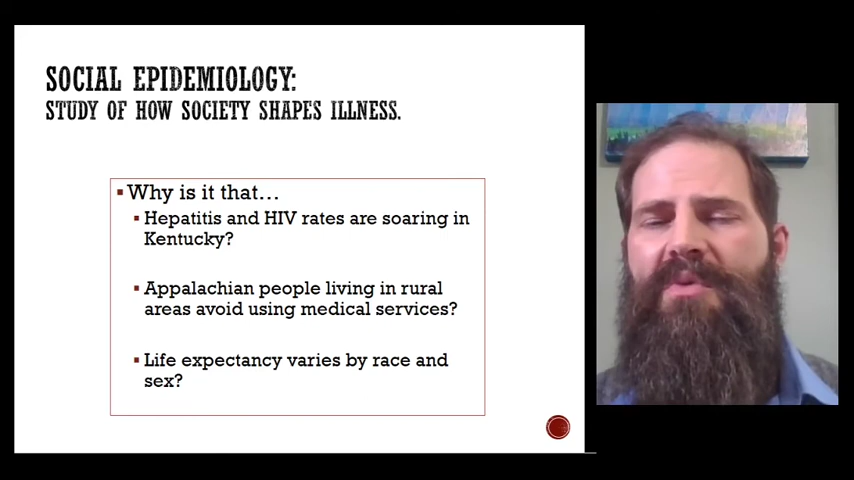 SOCIAL EPIDEMIOLOGY:
STUDY OF HOW SOCIETY SHAPES ILLNESS.
Why is it that…
Hepatitis and HIV rates are soaring in
Kentucky?
Appalachian people living in rural
areas avoid using medical services?
Life expectancy varies by race and
sex?